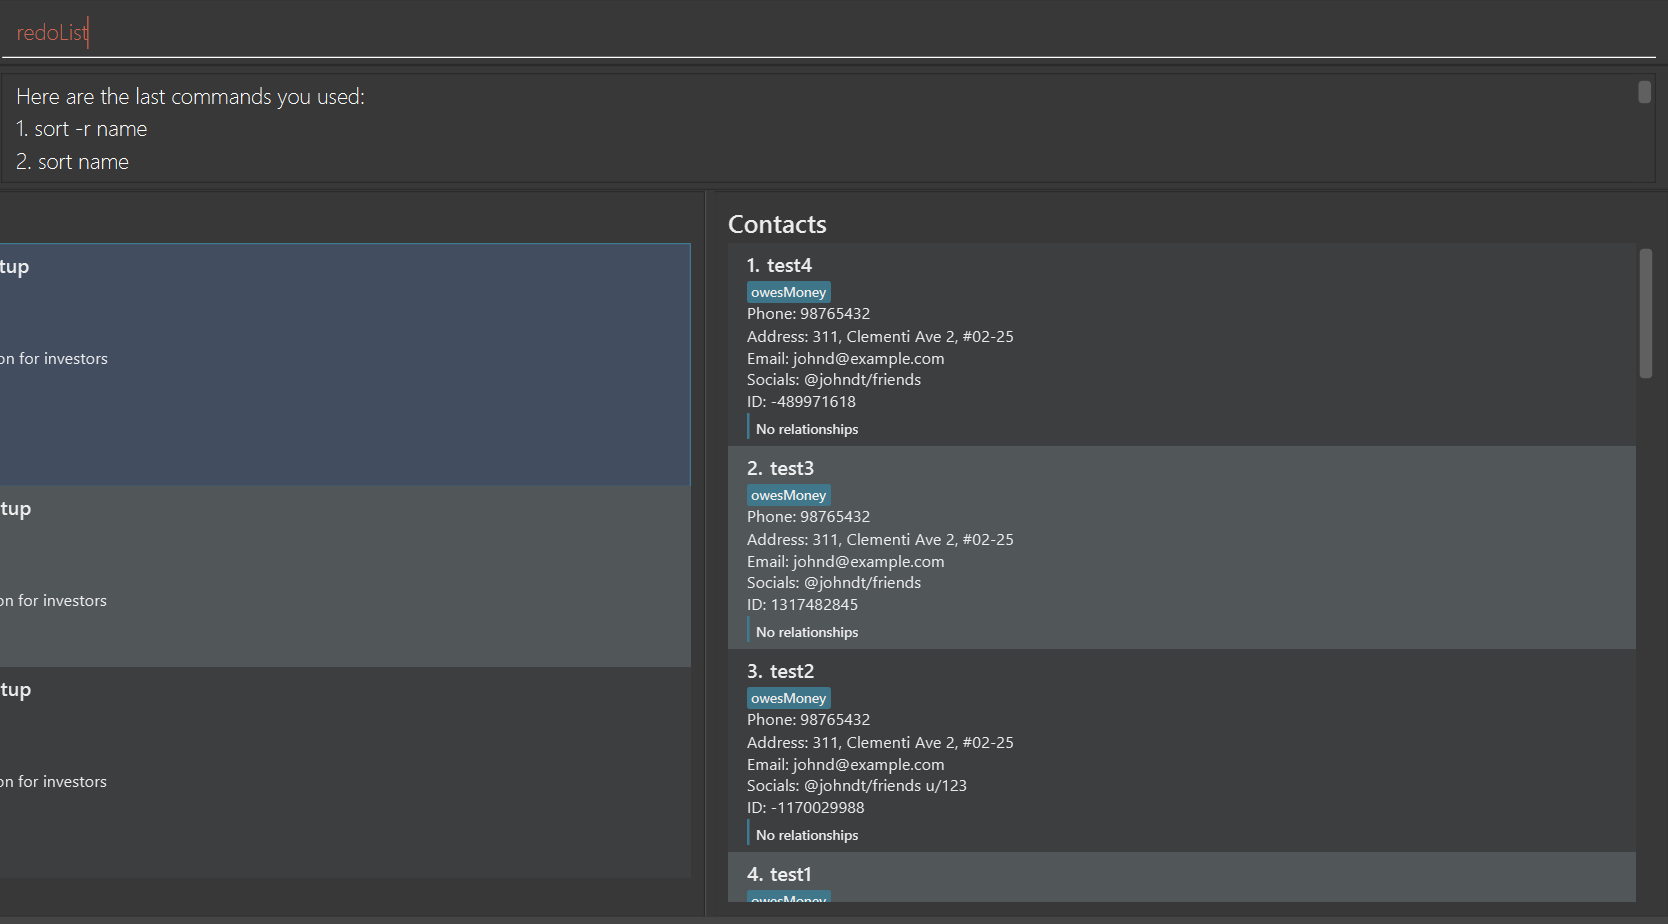 redoList
Here are the last commands you used:
1. sort -r name
2. sort name
tup
on for investors
tup
on for investors
tup
on for investors
Contacts
1. test4
owesMoney
Phone: 98765432
Address: 311, Clementi Ave 2, #02-25
Email: johnd@example.com
Socials: @johndt/friends
ID: -489971618
No relationships
2. test3
owesMoney
Phone: 98765432
Address: 311, Clementi Ave 2, #02-25
Email: johnd@example.com
Socials: @johndt/friends
ID: 1317482845
No relationships
3. test2
owesMoney
Phone: 98765432
Address: 311, Clementi Ave 2, #02-25
Email: johnd@example.com
Socials: @johndt/friends u/123
ID: -1170029988
No relationships
4. test1
owesMoney